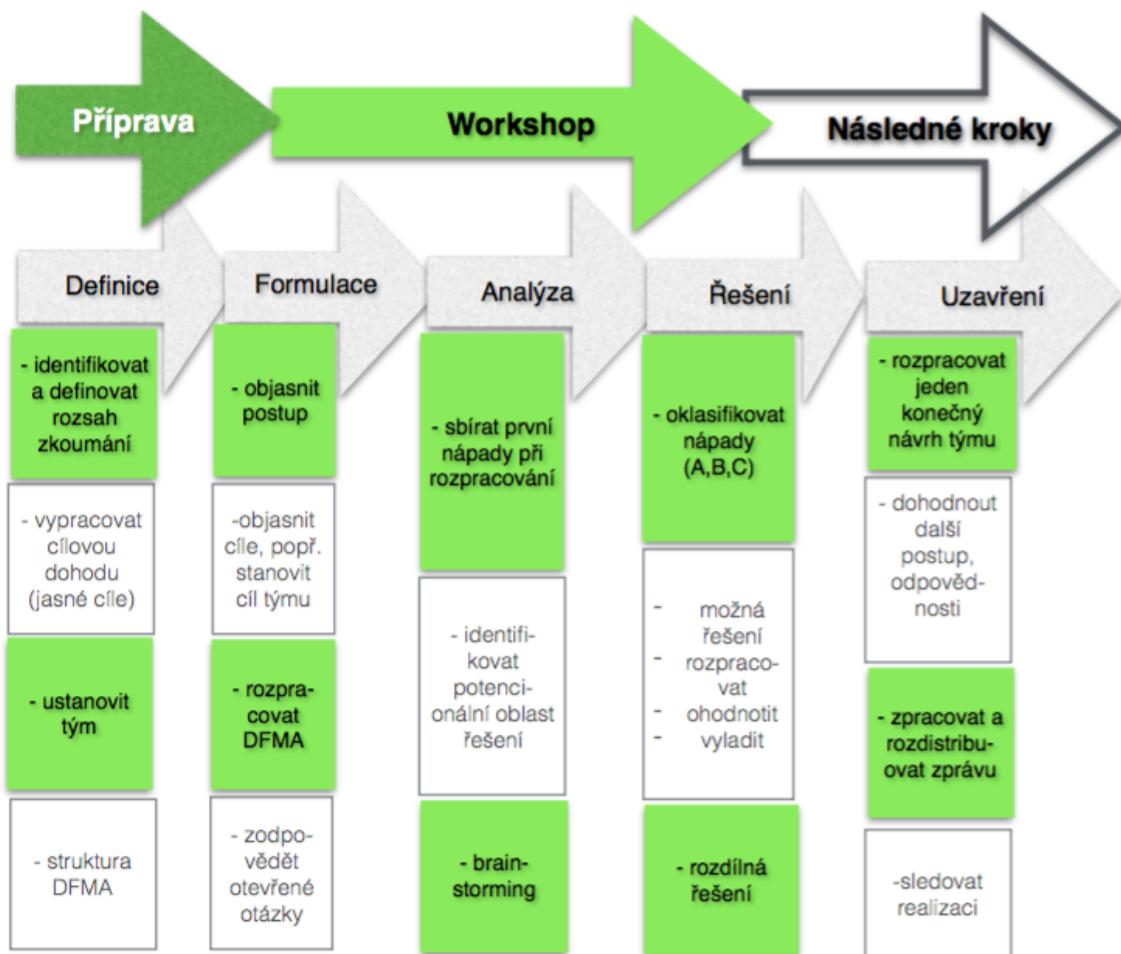 Příprava
Workshop
Následné kroky
Definice
Formulace
Analýza
Řešení
Uzavření
- identifikovat
a definovat
rozsah
zkoumání
- vypracovat
cílovou
dohodu
(jasné cíle)
- ustanovit
tým
- struktura
DFMA
- objasnit
postup
-objasnit
cíle, popř.
stanovit
cíl týmu
- rozpra-
covat
DFMA
- zodpo-
vědět
otevřené
otázky
- sbírat první
nápady při
rozpracování
- identifi-
kovat
potenci-
onální oblast
řešení
- brain-
storming
- oklasifikovat
nápady
(A,B,C)
- možná
řešení
- rozpraco-
vat
- ohodnotit
- vyladit
- rozdílná
řešení
- rozpracovat
jeden
konečný
návrh týmu
- dohodnout
další
postup,
odpověd-
nosti
- zpracovat a
rozdistribu-
ovat zprávu
-sledovat
realizaci